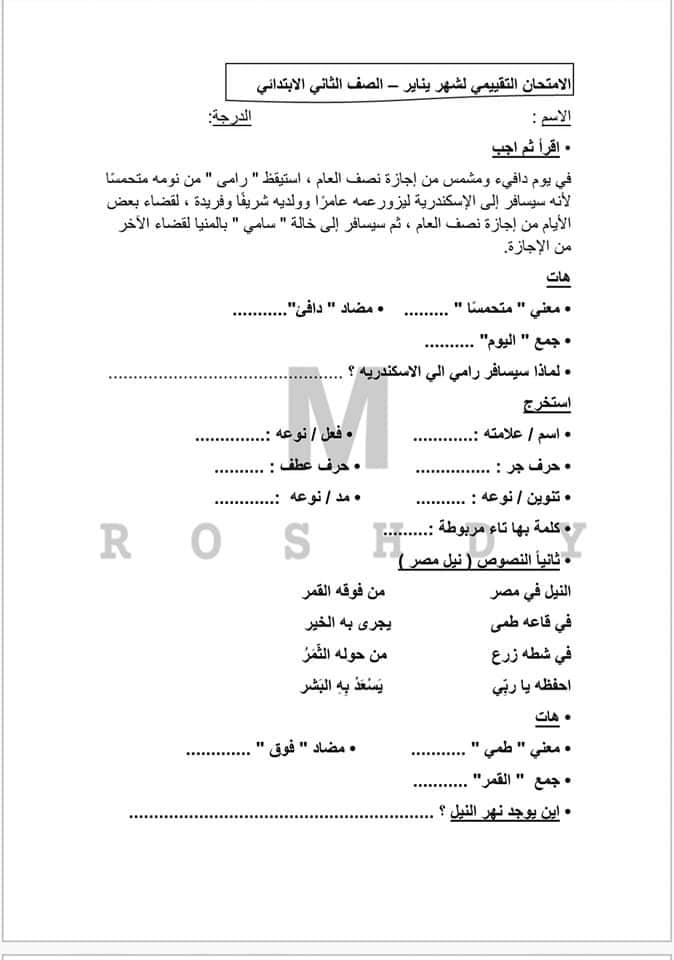 الامتحان التقييمي لشهر يناير – الصف الثاني الابتدائي
الاسم : الدرجة:
• اقرأ ثم اجب
في يوم دافيء ومشمس من إجازة نصف العام ، استيقظ " رامى " من نومه متحمسًا
لأنه سيسافر إلى الإسكندرية ليزورعمه عامرًا وولديه شريفًا وفريدة ، لقضاء بعض
الأيام من إجازة نصف العام ، ثم سيسافر إلى خالة " سامي " بالمنيا لقضاء الآخر
من الإجازة.
هات
• معني " متحمسًا " ......... • مضاد " دافئ"...........
• جمع " اليوم" ..........
• لماذا سيسافر رامي الي الاسكندريه ؟ .............................................
استخرج
• اسم / علامته :............ • فعل / نوعه :..............
• حرف جر : ............... • حرف عطف : ..........
• تنوين / نوعه : .......... • مد / نوعه :............
• كلمة بها تاء مربوطة :.........
M
ROSHDY
• ثانياً النصوص ( نيل مصر )
النيل في مصر من فوقه القمر
في قاعه طمى يجرى به الخير
في شطه زرع من حوله الثَّمَرُ
احفظه يا ربِّي يَسْعَدْ بِهِ البَشر
• هات
• معني " طمي " ........... • مضاد " فوق " .............
• جمع " القمر" ...........
• اين يوجد نهر النيل ؟ .............................................................